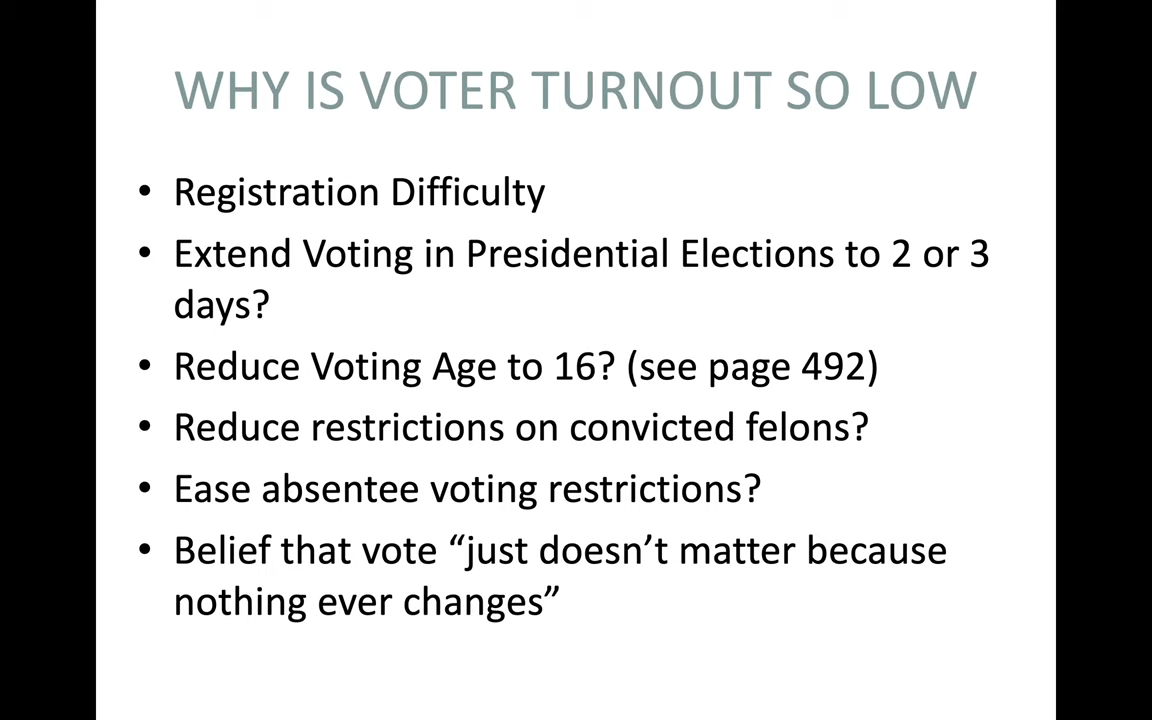 WHY IS VOTER TURNOUT SO LOW
• Registration Difficulty
• Extend Voting in Presidential Elections to 2 or 3
days?
• Reduce Voting Age to 16? (see page 492)
• Reduce restrictions on convicted felons?
• Ease absentee voting restrictions?
• Belief that vote “just doesn’t matter because
nothing ever changes”